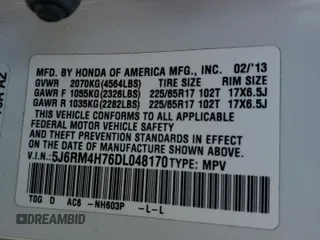 MFD. BY HONDA OF AMERICA MFG., INC. 02/'13
GVWR 2070KG(4564LBS) TIRE SIZE RIM SIZE
GAWR F 1055KG(2326LBS) 225/65R17 102T 17X6.5J
GAWR R 1035KG(2282LBS) 225/65R17 102T 17X6.5J
THIS VEHICLE CONFORMS TO ALL APPLICABLE
FEDERAL MOTOR VEHICLE SAFETY AND
THEFT PREVENTION STANDARDS IN EFFECT ON
THE DATE OF MANUFACTURE SHOWN ABOVE.
V.I.N: 5J6RM4H76DL048170 TYPE: MPV
T0G D AC6 -NH603P -L-L
DREAMBID